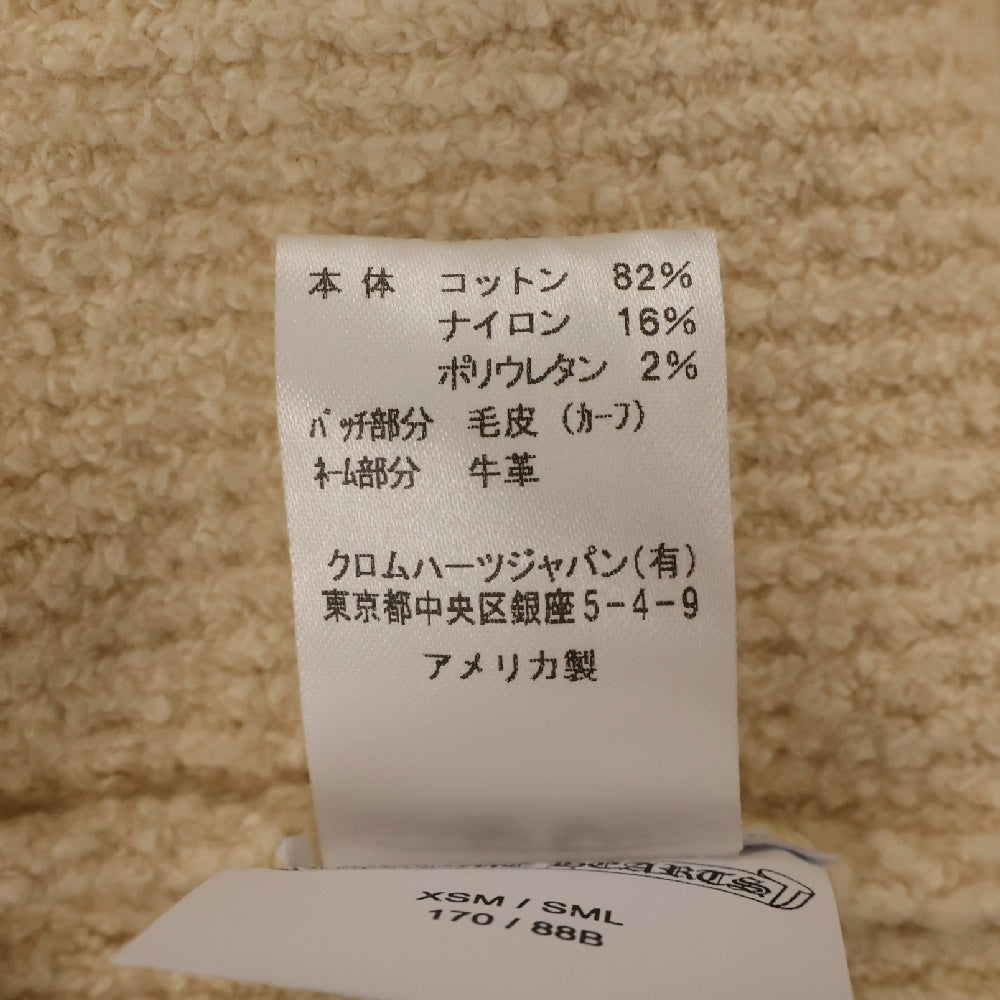 本体 コットン 82%
ナイロン 16%
ポリウレタン 2%
パッチ部分 毛皮 (カーフ)
ネーム部分 牛革
クロムハーツジャパン(有)
東京都中央区銀座5-4-9
アメリカ製
XSM / SML
170 / 88B